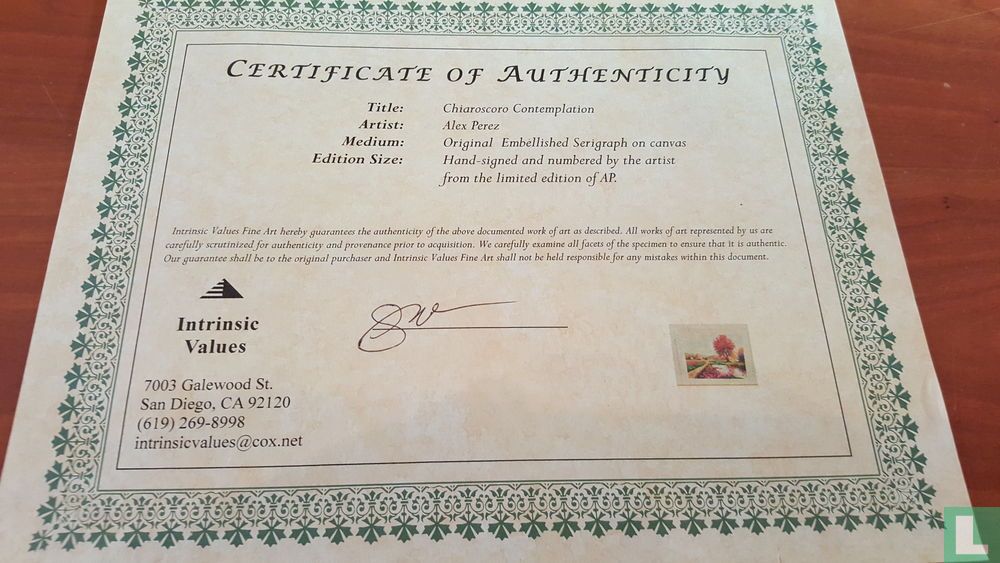 CERTIFICATE OF AUTHENTICITY
Title: Chiaroscoro Contemplation
Artist: Alex Perez
Medium: Original Embellished Serigraph on canvas
Edition Size: Hand-signed and numbered by the artist
from the limited edition of AP.
Intrinsic Values Fine Art hereby guarantees the authenticity of the above documented work of art as described. All works of art represented by us are
carefully scrutinized for authenticity and provenance prior to acquisition. We carefully examine all facets of the specimen to ensure that it is authentic.
Our guarantee shall be to the original purchaser and Intrinsic Values Fine Art shall not be held responsible for any mistakes within this document.
Intrinsic
Values
7003 Galewood St.
San Diego, CA 92120
(619) 269-8998
intrinsicvalues@cox.net
L